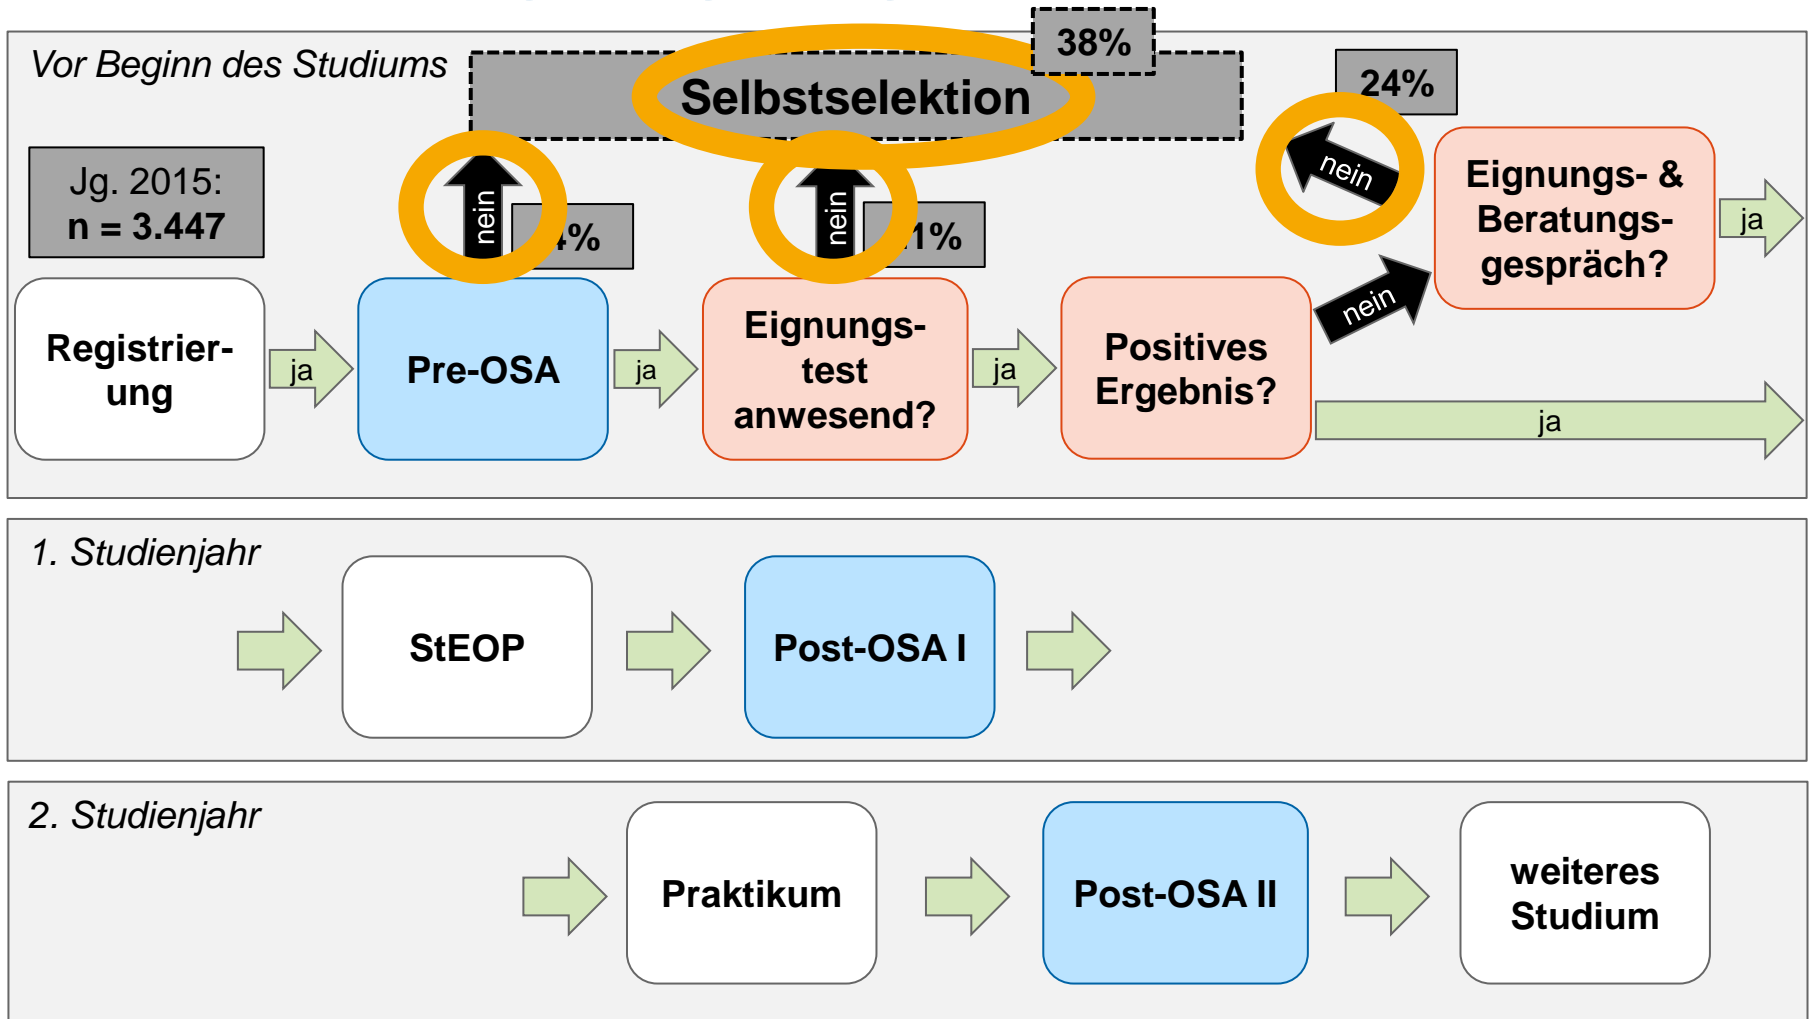 Vor Beginn des Studiums
38%
Selbstselektion
24%
Jg. 2015:
n = 3.447
nein
nein
nein
Eignungs- &
Beratungs-
gespräch?
ja
Registrier-
ung
ja
Pre-OSA
ja
Eignungs-
test
anwesend?
ja
Positives
Ergebnis?
nein
ja
1. Studienjahr
StEOP
Post-OSA I
2. Studienjahr
Praktikum
Post-OSA II
weiteres
Studium